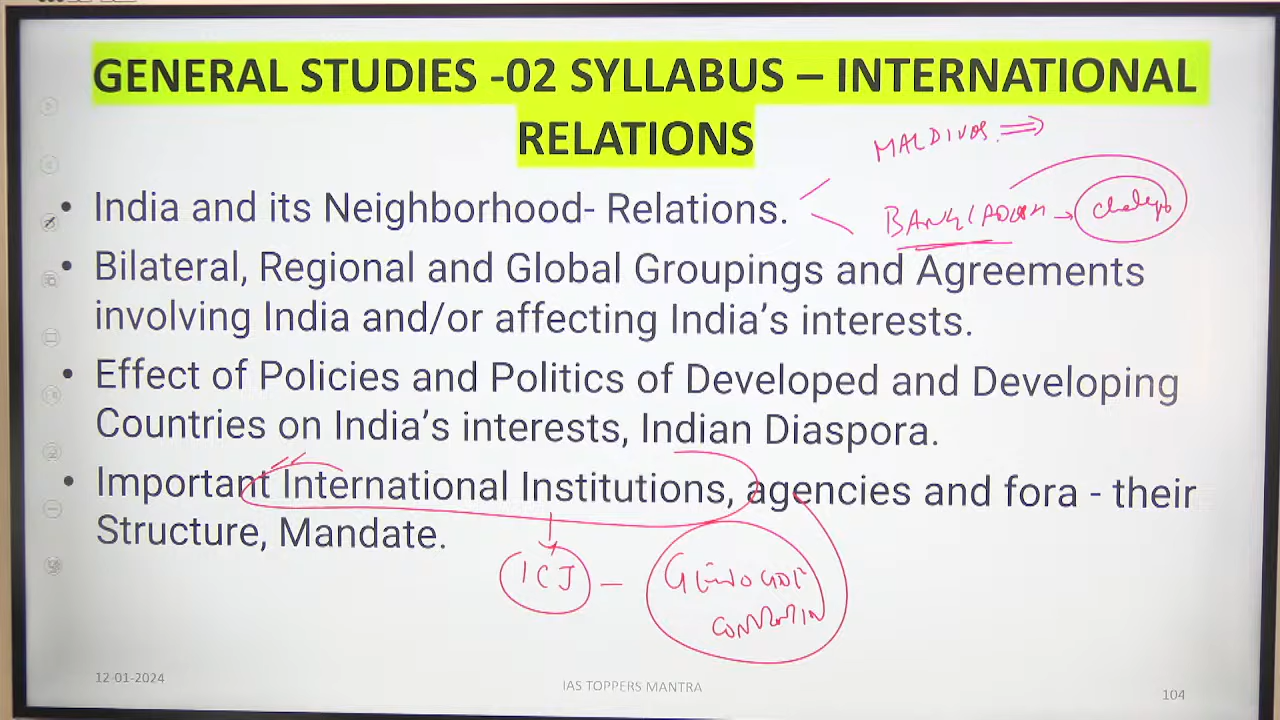 GENERAL STUDIES -02 SYLLABUS – INTERNATIONAL
RELATIONS
MALDIVES
• India and its Neighborhood- Relations.
BANGLADESH
• Bilateral, Regional and Global Groupings and Agreements
involving India and/or affecting India's interests.
• Effect of Policies and Politics of Developed and Developing
Countries on India's interests, Indian Diaspora.
• Important International Institutions, agencies and fora - their
Structure, Mandate.
ICJ –
12-01-2024
IAS TOPPERS MANTRA
104